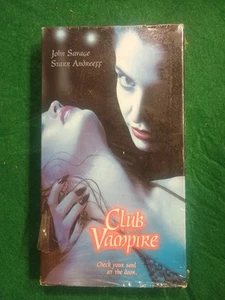 John Savage
Starr Andreeff
Club
Vampire
Check your soul
at the door.